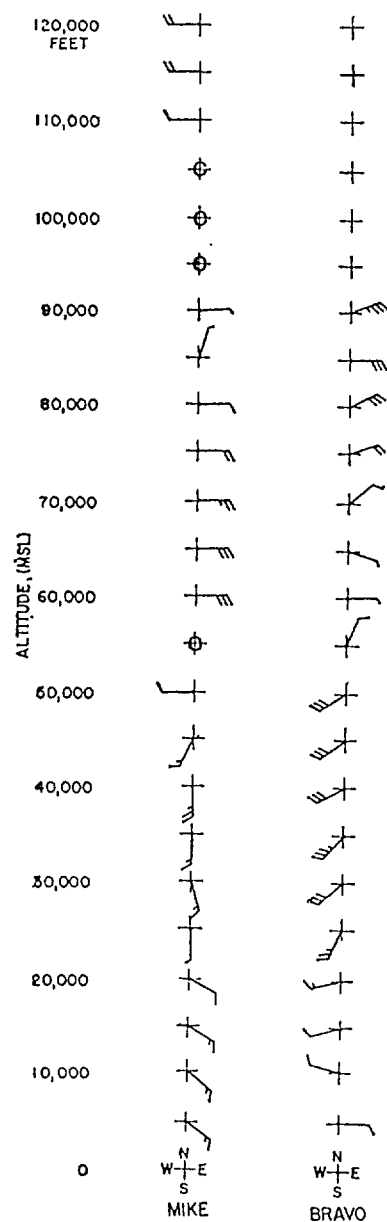 120,000
FEET
110,000
100,000
90,000
80,000
70,000
ALTITUDE, (MSL)
60,000
50,000
40,000
30,000
20,000
10,000
0
N
W E
S
MIKE
N
W E
S
BRAVO